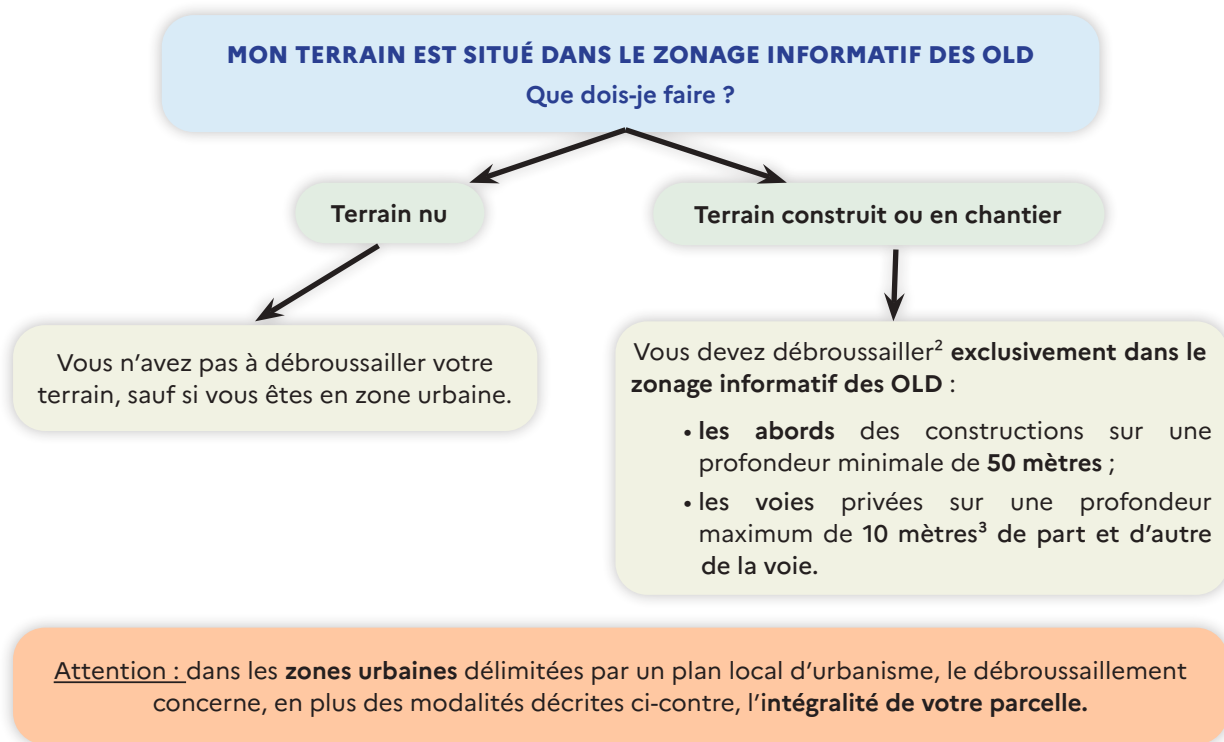 MON TERRAIN EST SITUÉ DANS LE ZONAGE INFORMATIF DES OLD
Que dois-je faire ?
Terrain nu
Terrain construit ou en chantier
Vous n’avez pas à débroussailler votre
terrain, sauf si vous êtes en zone urbaine.
Vous devez débroussailler² exclusivement dans le
zonage informatif des OLD :
• les abords des constructions sur une
profondeur minimale de 50 mètres ;
• les voies privées sur une profondeur
maximum de 10 mètres³ de part et d’autre
de la voie.
Attention : dans les zones urbaines délimitées par un plan local d’urbanisme, le débroussaillement
concerne, en plus des modalités décrites ci-contre, l’intégralité de votre parcelle.